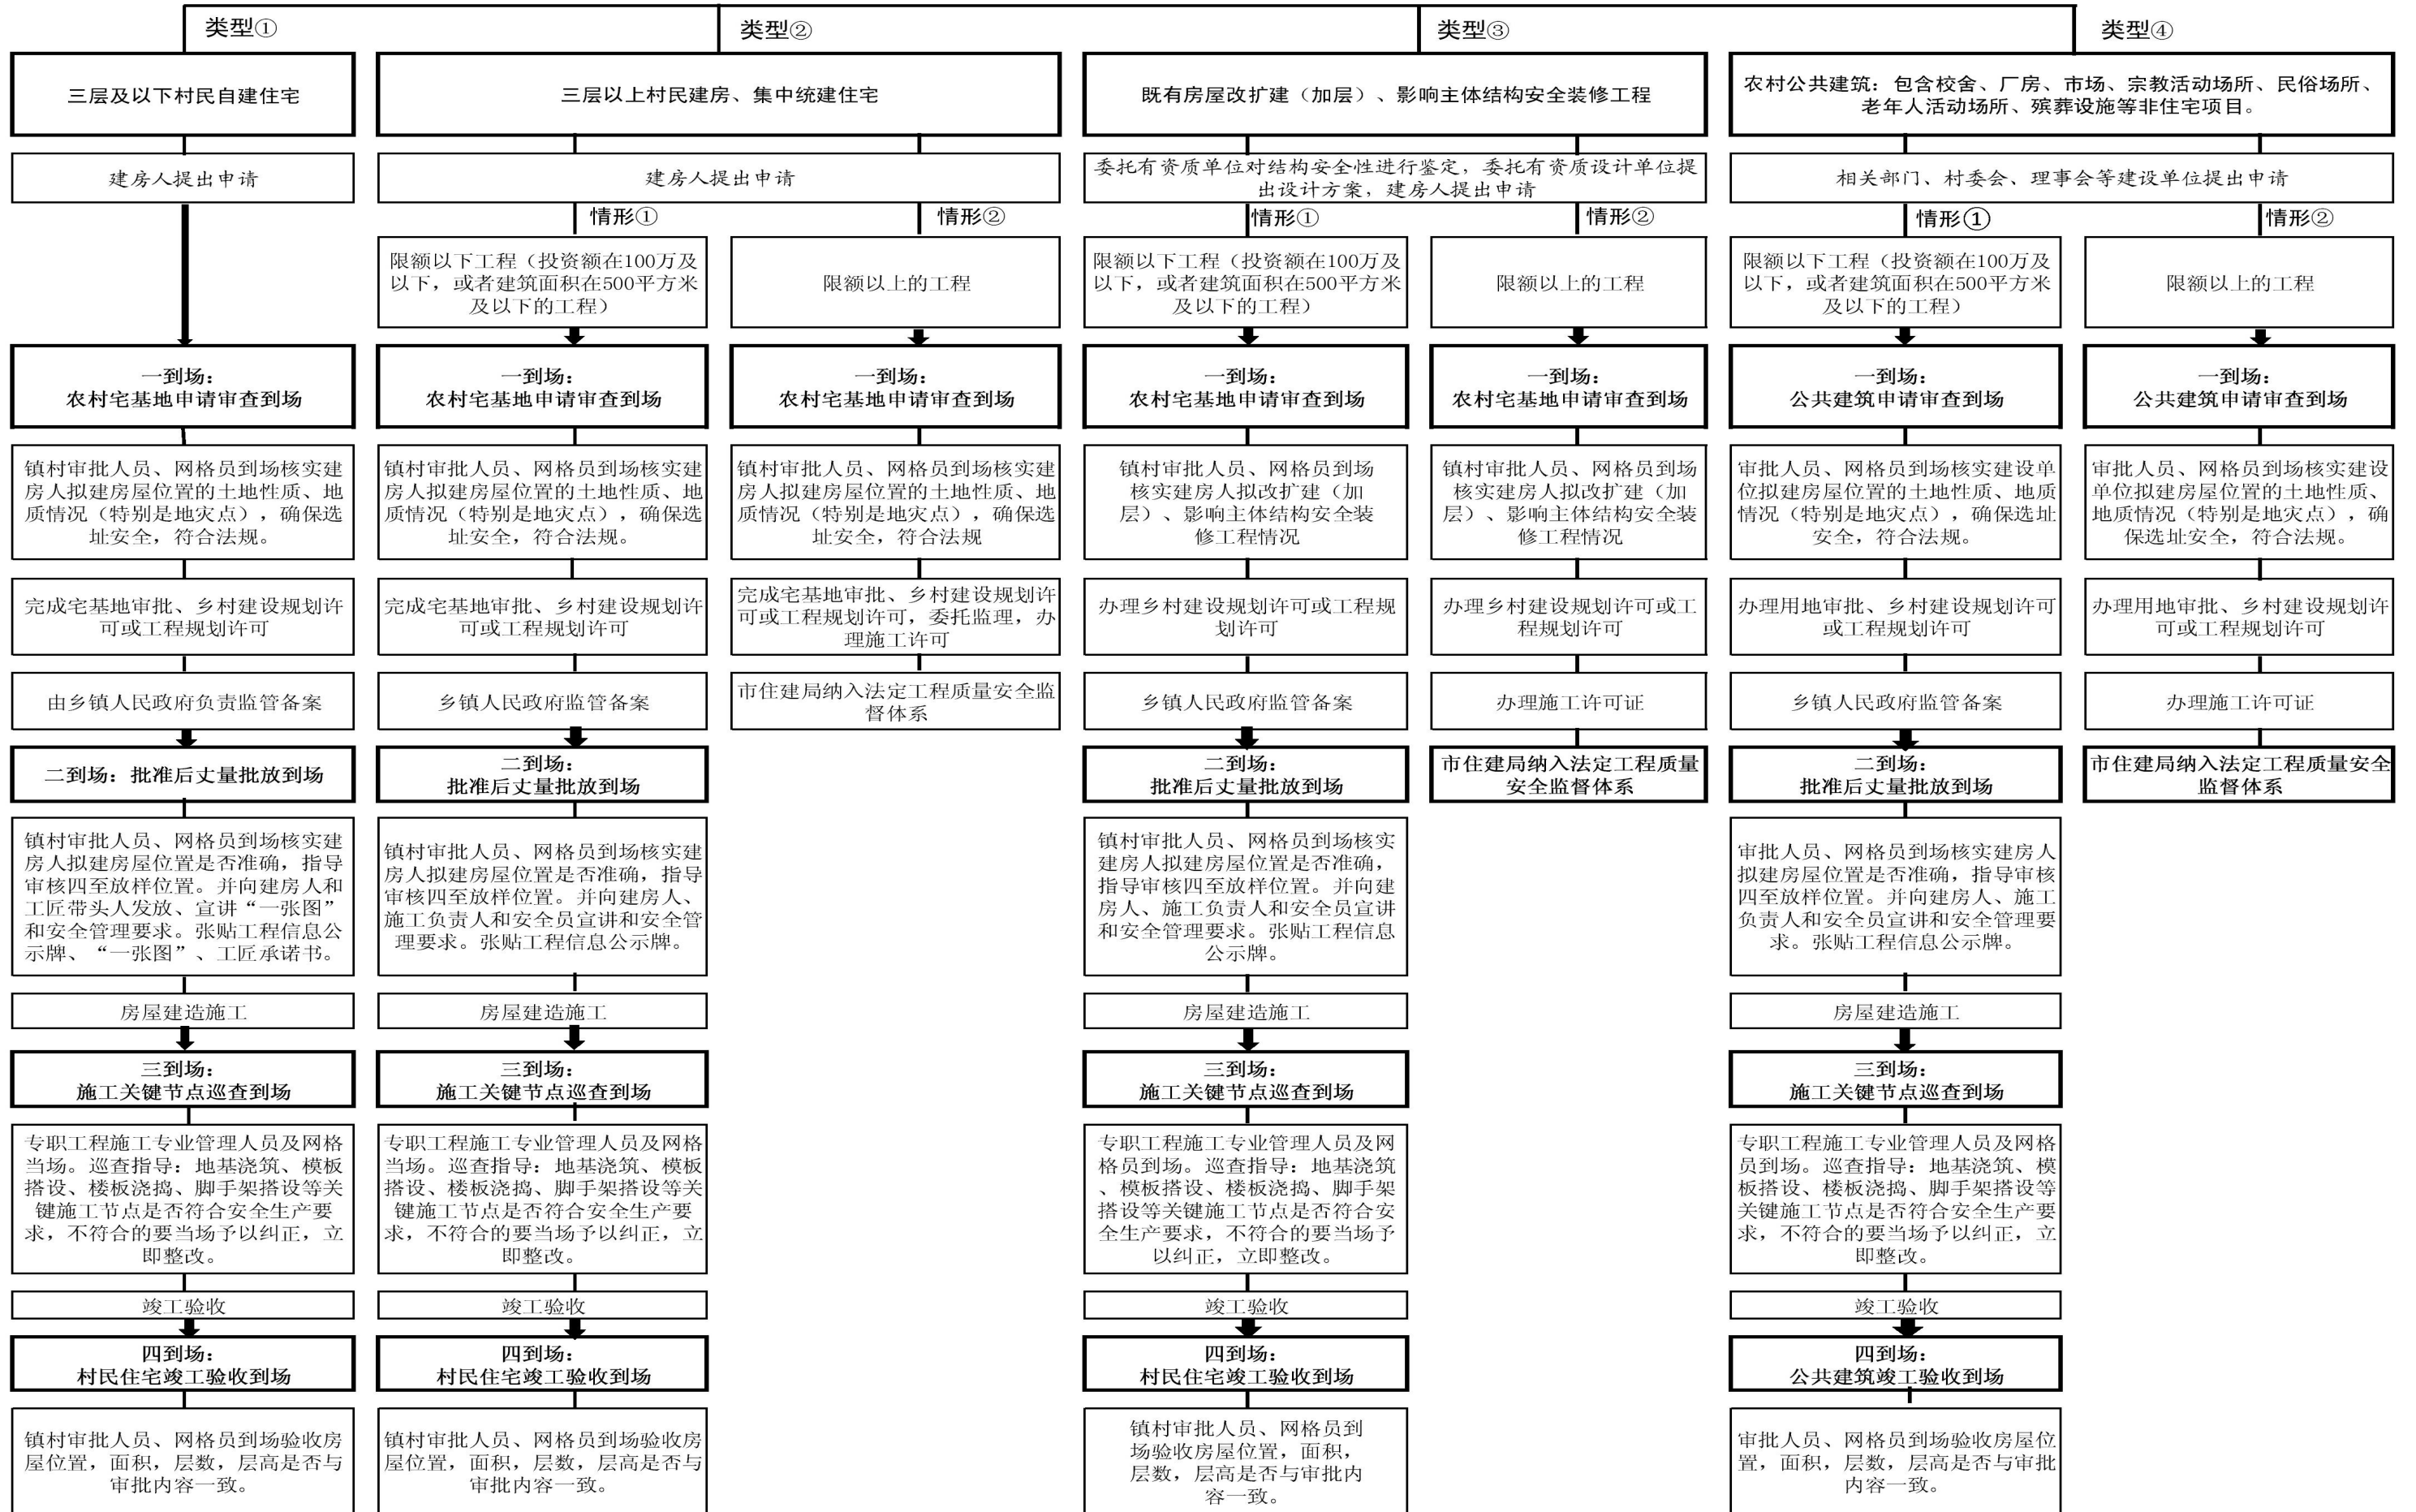 类型①
类型②
类型③
类型④
三层及以下村民自建住宅
三层以上村民建房、集中统建住宅
既有房屋改扩建（加层）、影响主体结构安全装修工程
农村公共建筑：包含校舍、厂房、市场、宗教活动场所、民俗场所、
老年人活动场所、殡葬设施等非住宅项目。
建房人提出申请
建房人提出申请
委托有资质单位对结构安全性进行鉴定，委托有资质设计单位提
出设计方案，建房人提出申请
相关部门、村委会、理事会等建设单位提出申请
情形①
情形②
情形①
情形②
情形①
情形②
限额以下工程（投资额在100万及
以下，或者建筑面积在500平方米
及以下的工程）
限额以上的工程
限额以下工程（投资额在100万及
以下，或者建筑面积在500平方米
及以下的工程）
限额以上的工程
限额以下工程（投资额在100万及
以下，或者建筑面积在500平方米
及以下的工程）
限额以上的工程
一到场：
农村宅基地申请审查到场
一到场：
农村宅基地申请审查到场
一到场：
农村宅基地申请审查到场
一到场：
农村宅基地申请审查到场
一到场：
农村宅基地申请审查到场
一到场：
公共建筑申请审查到场
一到场：
公共建筑申请审查到场
镇村审批人员、网格员到场核实建
房人拟建房屋位置的土地性质、地
质情况（特别是地灾点），确保选
址安全，符合法规。
镇村审批人员、网格员到场核实建
房人拟建房屋位置的土地性质、地
质情况（特别是地灾点），确保选
址安全，符合法规。
镇村审批人员、网格员到场核实建
房人拟建房屋位置的土地性质、地
质情况（特别是地灾点），确保选
址安全，符合法规
镇村审批人员、网格员到场
核实建房人拟改扩建（加
层）、影响主体结构安全装
修工程情况
镇村审批人员、网格员到场
核实建房人拟改扩建（加
层）、影响主体结构安全装
修工程情况
审批人员、网格员到场核实建设单
位拟建房屋位置的土地性质、地质
情况（特别是地灾点），确保选址
安全，符合法规。
审批人员、网格员到场核实建设
单位拟建房屋位置的土地性质、
地质情况（特别是地灾点），确
保选址安全，符合法规。
完成宅基地审批、乡村建设规划许
可或工程规划许可
完成宅基地审批、乡村建设规划许
可或工程规划许可
完成宅基地审批、乡村建设规划许
可或工程规划许可，委托监理，办
理施工许可
办理乡村建设规划许可或工程规
划许可
办理乡村建设规划许可或工
程规划许可
办理用地审批、乡村建设规划许可
或工程规划许可
办理用地审批、乡村建设规划许
可或工程规划许可
由乡镇人民政府负责监管备案
乡镇人民政府监管备案
市住建局纳入法定工程质量安全监
督体系
乡镇人民政府监管备案
办理施工许可证
乡镇人民政府监管备案
办理施工许可证
二到场：批准后丈量批放到场
二到场：
批准后丈量批放到场
二到场：
批准后丈量批放到场
市住建局纳入法定工程质量
安全监督体系
二到场：
批准后丈量批放到场
市住建局纳入法定工程质量安全
监督体系
镇村审批人员、网格员到场核实建
房人拟建房屋位置是否准确，指导
审核四至放样位置。并向建房人和
工匠带头人发放、宣讲“一张图”
和安全管理要求。张贴工程信息公
示牌、“一张图”、工匠承诺书。
镇村审批人员、网格员到场核实建
房人拟建房屋位置是否准确，指导
审核四至放样位置。并向建房人、
施工负责人和安全员宣讲和安全管
理要求。张贴工程信息公示牌。
镇村审批人员、网格员到场核实
建房人拟建房屋位置是否准确，
指导审核四至放样位置。并向建
房人、施工负责人和安全员宣讲
和安全管理要求。张贴工程信息
公示牌。
审批人员、网格员到场核实建房人
拟建房屋位置是否准确，指导审核
四至放样位置。并向建房人、施工
负责人和安全员宣讲和安全管理要
求。张贴工程信息公示牌。
房屋建造施工
房屋建造施工
房屋建造施工
房屋建造施工
三到场：
施工关键节点巡查到场
三到场：
施工关键节点巡查到场
三到场：
施工关键节点巡查到场
三到场：
施工关键节点巡查到场
专职工程施工专业管理人员及网格
当场。巡查指导：地基浇筑、模板
搭设、楼板浇捣、脚手架搭设等关
键施工节点是否符合安全生产要
求，不符合的要当场予以纠正，立
即整改。
专职工程施工专业管理人员及网格
当场。巡查指导：地基浇筑、模板
搭设、楼板浇捣、脚手架搭设等关
键施工节点是否符合安全生产要
求，不符合的要当场予以纠正，立
即整改。
专职工程施工专业管理人员及网
格员到场。巡查指导：地基浇筑
、模板搭设、楼板浇捣、脚手架
搭设等关键施工节点是否符合安
全生产要求，不符合的要当场予
以纠正，立即整改。
专职工程施工专业管理人员及网格
员到场。巡查指导：地基浇筑、模
板搭设、楼板浇捣、脚手架搭设等
关键施工节点是否符合安全生产要
求，不符合的要当场予以纠正，立
即整改。
竣工验收
竣工验收
竣工验收
竣工验收
四到场：
村民住宅竣工验收到场
四到场：
村民住宅竣工验收到场
四到场：
村民住宅竣工验收到场
四到场：
公共建筑竣工验收到场
镇村审批人员、网格员到场验收房
屋位置，面积，层数，层高是否与
审批内容一致。
镇村审批人员、网格员到场验收房
屋位置，面积，层数，层高是否与
审批内容一致。
镇村审批人员、网格员到
场验收房屋位置，面积，
层数，层高是否与审批内
容一致。
审批人员、网格员到场验收房屋位
置，面积，层数，层高是否与审批
内容一致。